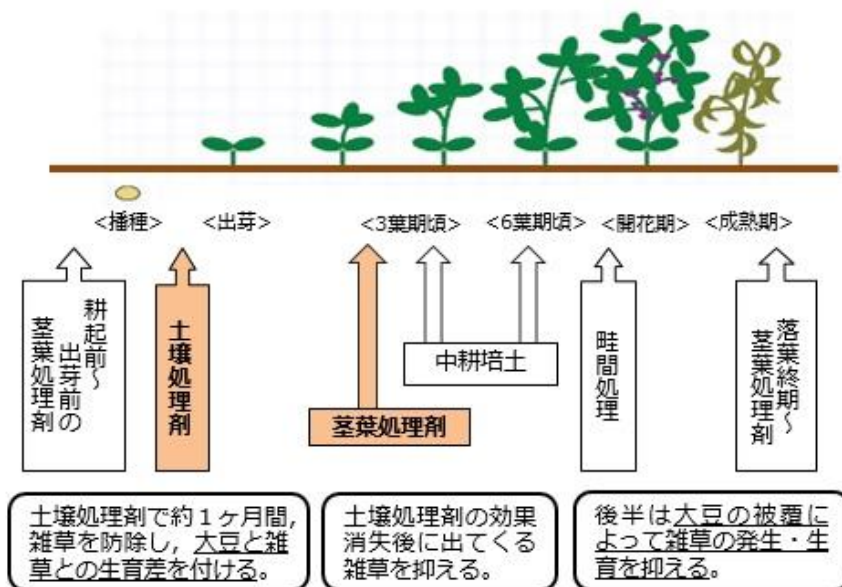 <播種>
<出芽>
<3葉期頃>
<6葉期頃>
<開花期>
<成熟期>
耕起前～
出芽前の
茎葉処理剤
土壌処理剤
茎葉処理剤
中耕培土
畦間処理
落葉終期～
茎葉処理剤
土壌処理剤で約１ヶ月間,
雑草を防除し，大豆と雑
草との生育差を付ける。
土壌処理剤の効果
消失後に出てくる
雑草を抑える。
後半は大豆の被覆に
よって雑草の発生・生
育を抑える。